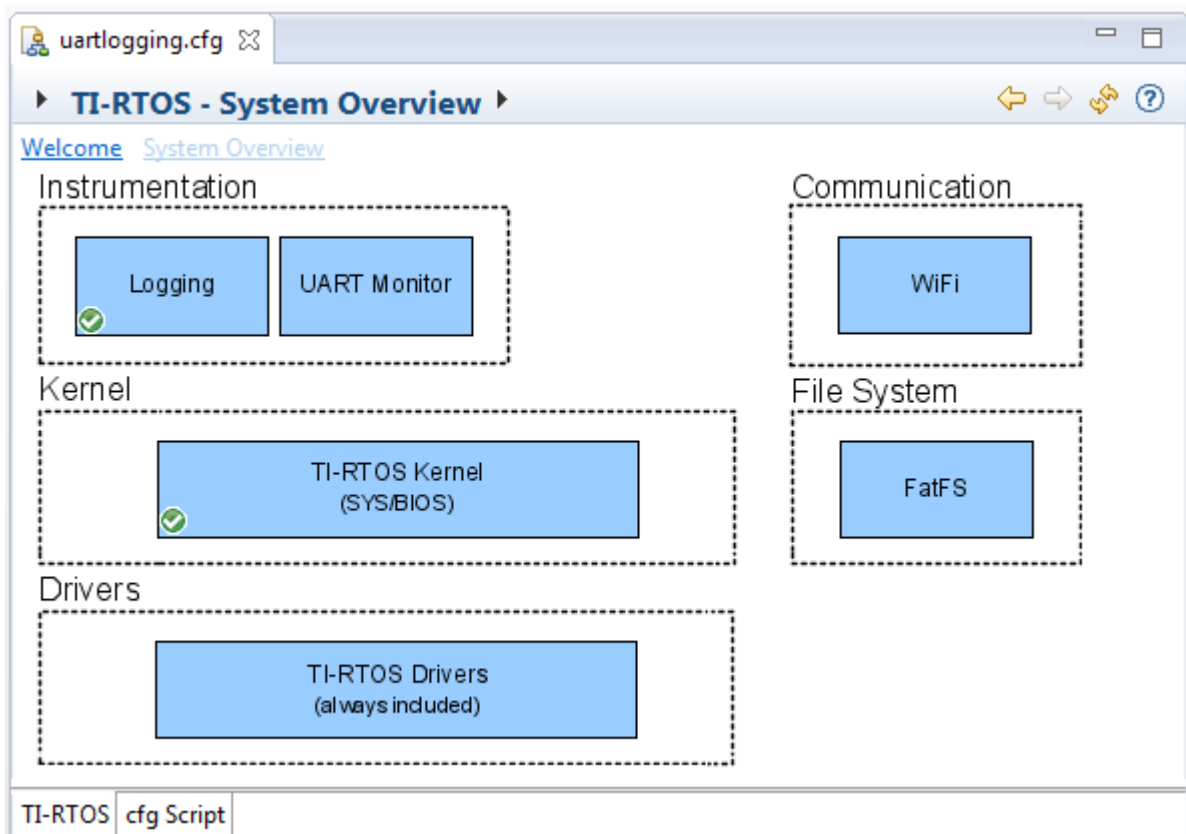 uartlogging.cfg
TI-RTOS - System Overview
Welcome System Overview
Instrumentation
Communication
Logging
UART Monitor
WiFi
Kernel
File System
TI-RTOS Kernel
(SYS/BIOS)
FatFS
Drivers
TI-RTOS Drivers
(always included)
TI-RTOS cfg Script